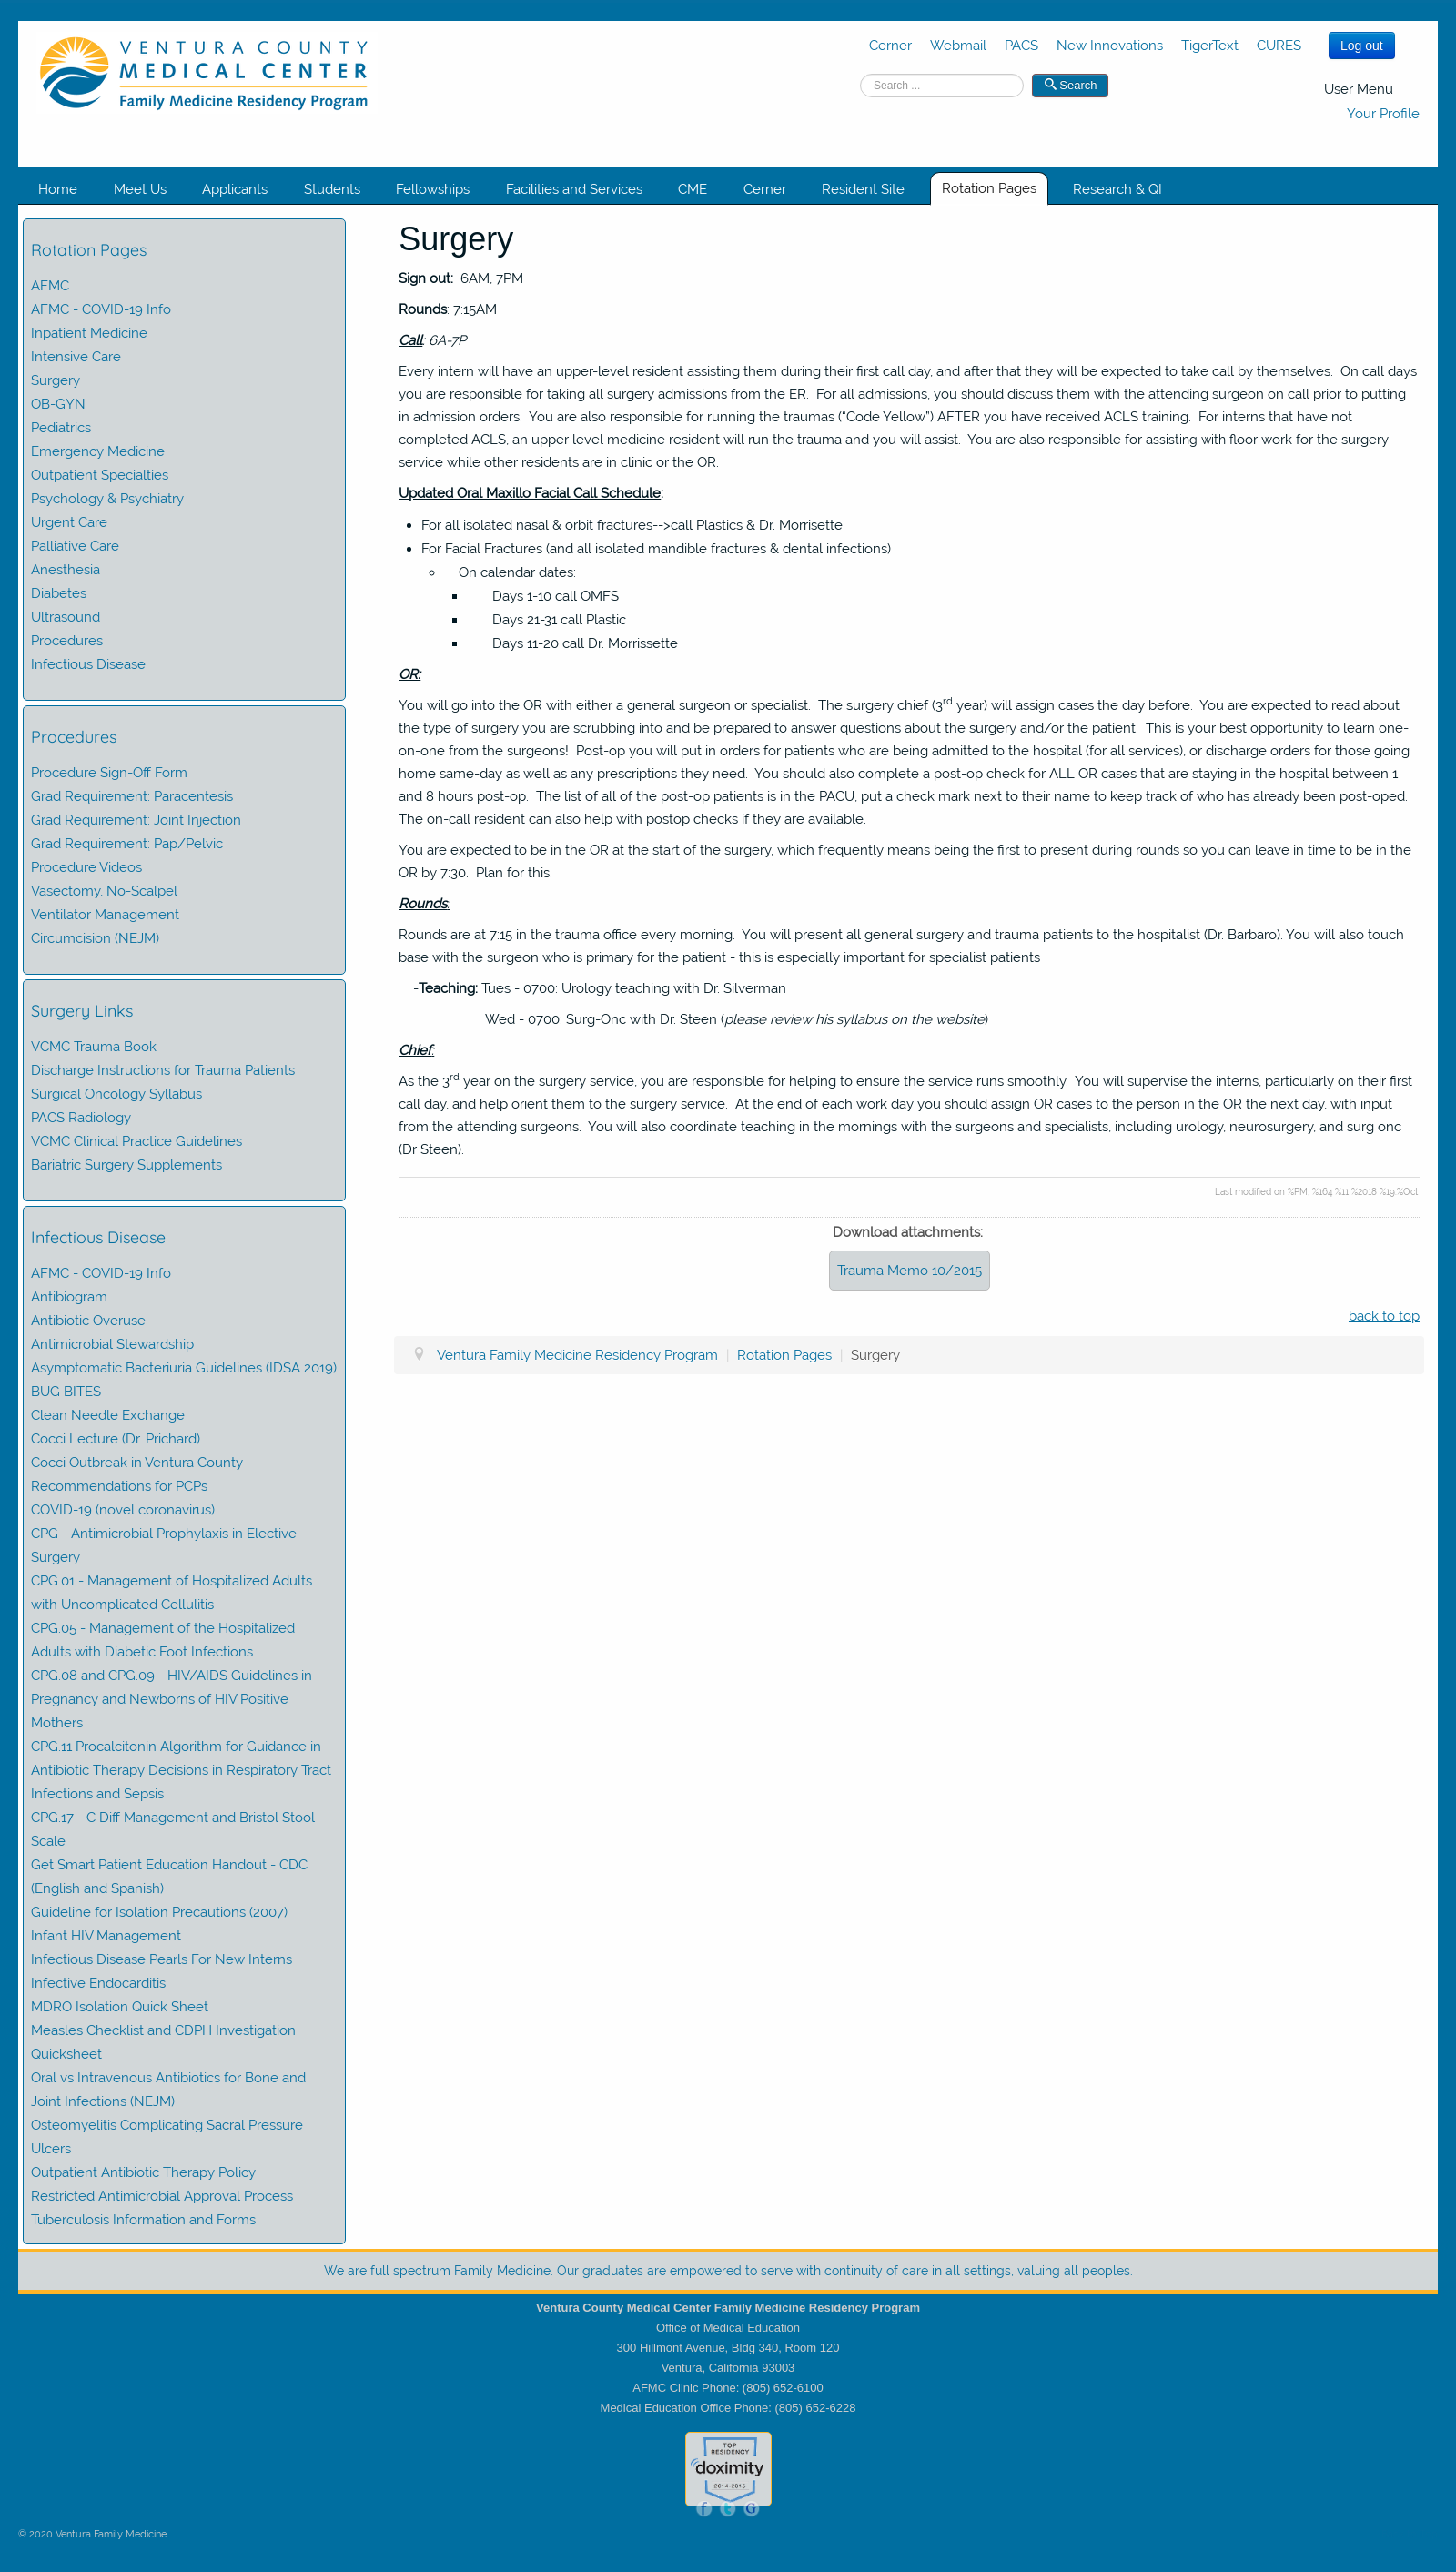 VENTURA COUNTY
MEDICAL CENTER
Family Medicine Residency Program
Cerner Webmail PACS New Innovations TigerText CURES Log out
Search ... Search
User Menu
Your Profile
Home Meet Us Applicants Students Fellowships Facilities and Services CME Cerner Resident Site Rotation Pages Research & QI
Rotation Pages
AFMC
AFMC - COVID-19 Info
Inpatient Medicine
Intensive Care
Surgery
OB-GYN
Pediatrics
Emergency Medicine
Outpatient Specialties
Psychology & Psychiatry
Urgent Care
Palliative Care
Anesthesia
Diabetes
Ultrasound
Procedures
Infectious Disease
Procedures
Procedure Sign-Off Form
Grad Requirement: Paracentesis
Grad Requirement: Joint Injection
Grad Requirement: Pap/Pelvic
Procedure Videos
Vasectomy, No-Scalpel
Ventilator Management
Circumcision (NEJM)
Surgery Links
VCMC Trauma Book
Discharge Instructions for Trauma Patients
Surgical Oncology Syllabus
PACS Radiology
VCMC Clinical Practice Guidelines
Bariatric Surgery Supplements
Infectious Disease
AFMC - COVID-19 Info
Antibiogram
Antibiotic Overuse
Antimicrobial Stewardship
Asymptomatic Bacteriuria Guidelines (IDSA 2019)
BUG BITES
Clean Needle Exchange
Cocci Lecture (Dr. Prichard)
Cocci Outbreak in Ventura County -
Recommendations for PCPs
COVID-19 (novel coronavirus)
CPG - Antimicrobial Prophylaxis in Elective
Surgery
CPG.01 - Management of Hospitalized Adults
with Uncomplicated Cellulitis
CPG.05 - Management of the Hospitalized
Adults with Diabetic Foot Infections
CPG.08 and CPG.09 - HIV/AIDS Guidelines in
Pregnancy and Newborns of HIV Positive
Mothers
CPG.11 Procalcitonin Algorithm for Guidance in
Antibiotic Therapy Decisions in Respiratory Tract
Infections and Sepsis
CPG.17 - C Diff Management and Bristol Stool
Scale
Get Smart Patient Education Handout - CDC
(English and Spanish)
Guideline for Isolation Precautions (2007)
Infant HIV Management
Infectious Disease Pearls For New Interns
Infective Endocarditis
MDRO Isolation Quick Sheet
Measles Checklist and CDPH Investigation
Quicksheet
Oral vs Intravenous Antibiotics for Bone and
Joint Infections (NEJM)
Osteomyelitis Complicating Sacral Pressure
Ulcers
Outpatient Antibiotic Therapy Policy
Restricted Antimicrobial Approval Process
Tuberculosis Information and Forms
Surgery
Sign out: 6AM, 7PM
Rounds: 7:15AM
Call: 6A-7P
Every intern will have an upper-level resident assisting them during their first call day, and after that they will be expected to take call by themselves. On call days
you are responsible for taking all surgery admissions from the ER. For all admissions, you should discuss them with the attending surgeon on call prior to putting
in admission orders. You are also responsible for running the traumas (“Code Yellow”) AFTER you have received ACLS training. For interns that have not
completed ACLS, an upper level medicine resident will run the trauma and you will assist. You are also responsible for assisting with floor work for the surgery
service while other residents are in clinic or the OR.
Updated Oral Maxillo Facial Call Schedule:
• For all isolated nasal & orbit fractures-->call Plastics & Dr. Morrisette
• For Facial Fractures (and all isolated mandible fractures & dental infections)
○ On calendar dates:
▪ Days 1-10 call OMFS
▪ Days 21-31 call Plastic
▪ Days 11-20 call Dr. Morrissette
OR:
You will go into the OR with either a general surgeon or specialist. The surgery chief (3rd year) will assign cases the day before. You are expected to read about
the type of surgery you are scrubbing into and be prepared to answer questions about the surgery and/or the patient. This is your best opportunity to learn one-
on-one from the surgeons! Post-op you will put in orders for patients who are being admitted to the hospital (for all services), or discharge orders for those going
home same-day as well as any prescriptions they need. You should also complete a post-op check for ALL OR cases that are staying in the hospital between 1
and 8 hours post-op. The list of all of the post-op patients is in the PACU, put a check mark next to their name to keep track of who has already been post-oped.
The on-call resident can also help with postop checks if they are available.
You are expected to be in the OR at the start of the surgery, which frequently means being the first to present during rounds so you can leave in time to be in the
OR by 7:30. Plan for this.
Rounds:
Rounds are at 7:15 in the trauma office every morning. You will present all general surgery and trauma patients to the hospitalist (Dr. Barbaro). You will also touch
base with the surgeon who is primary for the patient - this is especially important for specialist patients
-Teaching: Tues - 0700: Urology teaching with Dr. Silverman
Wed - 0700: Surg-Onc with Dr. Steen (please review his syllabus on the website)
Chief:
As the 3rd year on the surgery service, you are responsible for helping to ensure the service runs smoothly. You will supervise the interns, particularly on their first
call day, and help orient them to the surgery service. At the end of each work day you should assign OR cases to the person in the OR the next day, with input
from the attending surgeons. You will also coordinate teaching in the mornings with the surgeons and specialists, including urology, neurosurgery, and surg onc
(Dr Steen).
Last modified on %PM, %164 %11 %2018 %19:%Oct
Download attachments:
Trauma Memo 10/2015
back to top
Ventura Family Medicine Residency Program | Rotation Pages | Surgery
We are full spectrum Family Medicine. Our graduates are empowered to serve with continuity of care in all settings, valuing all peoples.
Ventura County Medical Center Family Medicine Residency Program
Office of Medical Education
300 Hillmont Avenue, Bldg 340, Room 120
Ventura, California 93003
AFMC Clinic Phone: (805) 652-6100
Medical Education Office Phone: (805) 652-6228
TOP
RESIDENCY
doximity
2014-2015
f t G
© 2020 Ventura Family Medicine